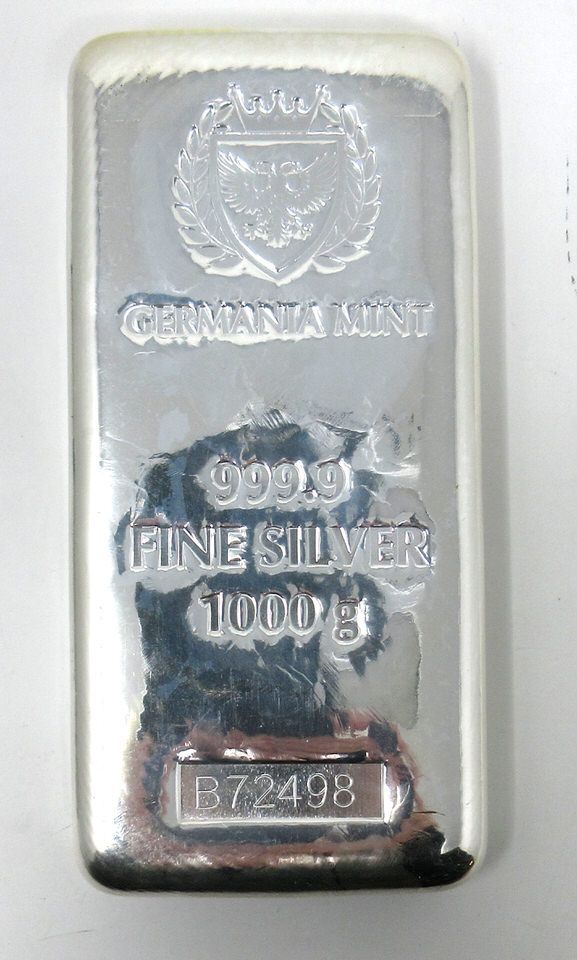 GERMANIA MINT
999.9
FINE SILVER
1000 g
B72498